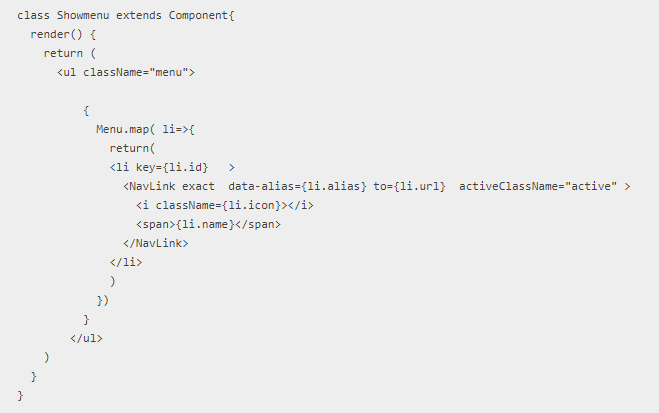 class Showmenu extends Component{
  render() {
    return (
      <ul className="menu">
          {
            Menu.map( li=>{
              return(
              <li key={li.id}   >
                <NavLink exact  data-alias={li.alias} to={li.url}  activeClassName="active" >
                  <i className={li.icon}></i>
                  <span>{li.name}</span>
                </NavLink>
              </li>
              )
            })
          }
        </ul>
    )
  }
}